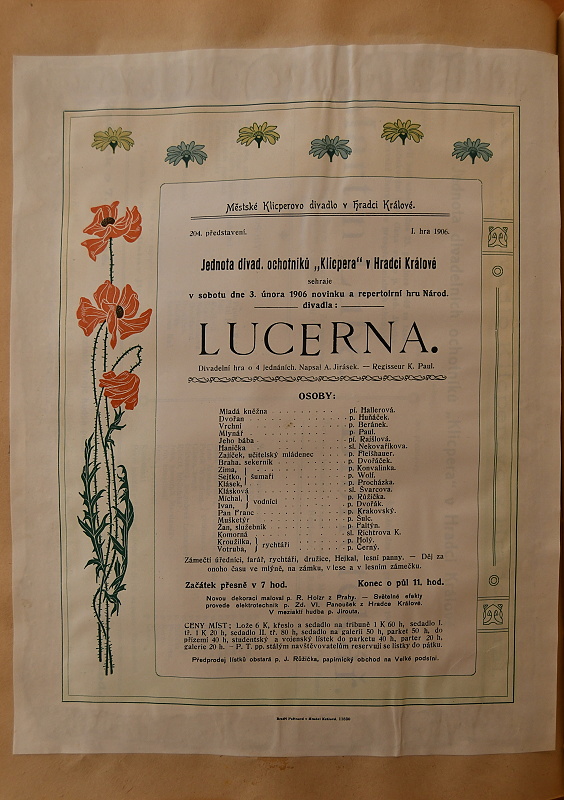 Městské Klicperovo divadlo v Hradci Králové.
204. představení. I. hra 1906.
Jednota divad. ochotníků „Klicpera" v Hradci Králové
sehraje
v sobotu dne 3. února 1906 novinku a repertoirní hru Národ.
divadla:
LUCERNA.
Divadelní hra o 4 jednáních. Napsal A. Jirásek. — Regisseur K. Paul.
OSOBY:
Mladá kněžna . . . . . . . . . . pí. Hallerová.
Dvořan . . . . . . . . . . p. Huňáček.
Vrchní . . . . . . . . . . p. Beránek.
Mlynář . . . . . . . . . . p. Paul.
Jeho bába . . . . . . . . . . pí. Rajšlová.
Hanička . . . . . . . . . . sl. Nekovaříkova.
Zajíček, učitelský mládenec . . . . p. Fleišhauer.
Braha, sekerník . . . . . . . . p. Dvořáček.
Zima, . . . . . . . . p. Konvalinka.
Sejtko, } šumaři . . . . . . p. Wolf.
Klásek, . . . . . . . . p. Procházka.
Klásková . . . . . . . . . . sl. Švarcova.
Michal, . . . . . . . . p. Růžička.
Ivan, } vodníci . . . . . . p. Dvořák.
Pan Franc . . . . . . . . . . p. Krakovský.
Mušketýr . . . . . . . . . . p. Šulc.
Žan, služebník . . . . . . . . p. Faltýn.
Komorná . . . . . . . . . . sl. Richtrova K.
Kroužilka, } rychtáři . . . . . . p. Holý.
Votruba, . . . . . . . . p. Černý.
Zámečtí úředníci, farář, rychtáři, družice, Hejkal, lesní panny. — Děj za
onoho času ve mlýně, na zámku, v lese a v lesním zámečku.
Začátek přesně v 7 hod. Konec o půl 11. hod.
Novou dekoraci maloval p. R. Holzr z Prahy. — Světelné efekty
provede elektrotechnik p. Zd. Vl. Panoušek z Hradce Králové.
V meziaktí hudba p. Jirouta.
CENY MÍST: Lože 6 K, křeslo a sedadlo na tribuně 1 K 60 h, sedadlo I.
tř. 1 K 20 h, sedadlo II. tř. 80 h, sedadlo na galerii 50 h, parket 50 h, do
přízemí 40 h, studentský a vojenský lístek do parketu 40 h, parter 20 h.
galerie 20 h. — P. T. pp. stálým navštěvovatelům reservují se lístky do pátku.
Předprodej lístků obstará p. J. Růžička, papírnický obchod na Velké podsíni.